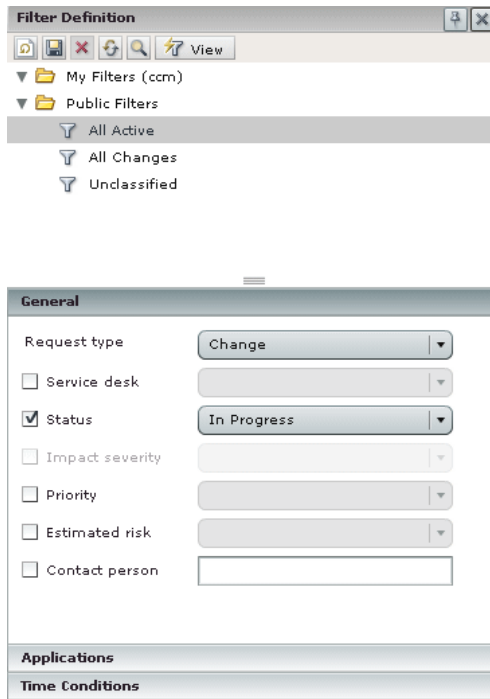 Filter Definition
View
My Filters (ccm)
Public Filters
All Active
All Changes
Unclassified
General
Request type Change
Service desk
Status In Progress
Impact severity
Priority
Estimated risk
Contact person
Applications
Time Conditions